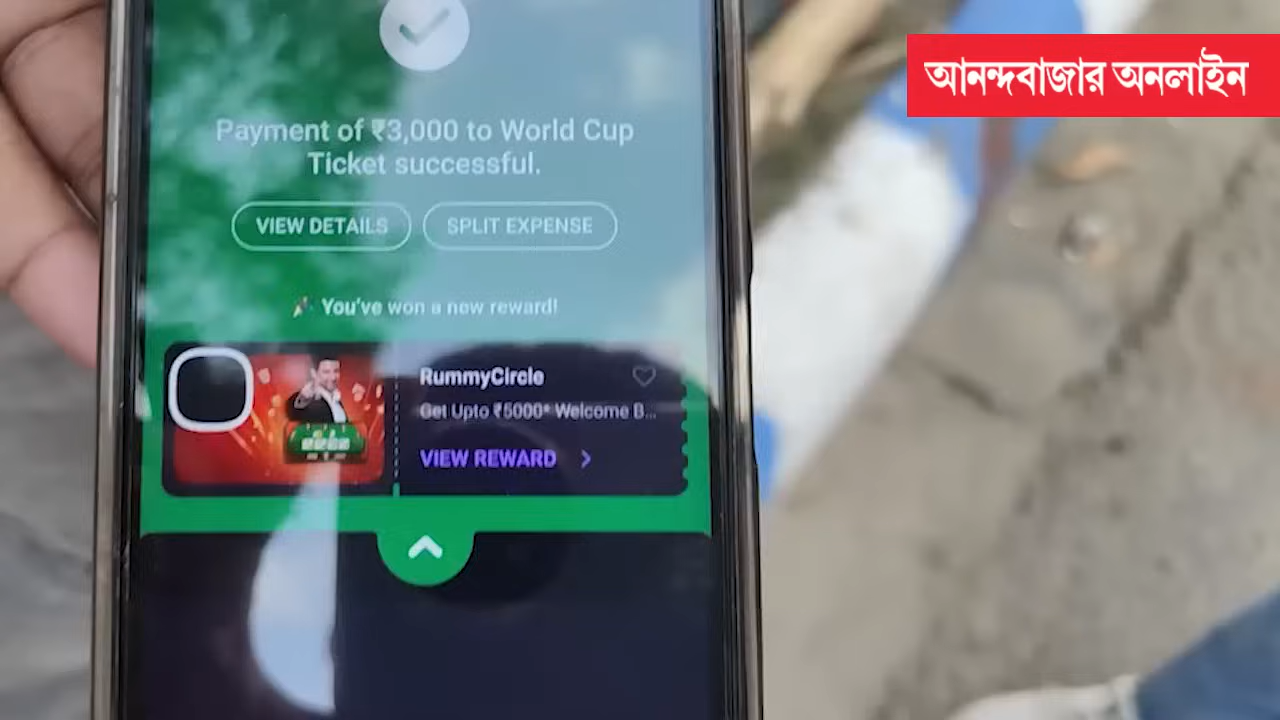 আনন্দবাজার অনলাইন
Payment of ₹3,000 to World Cup
Ticket successful.
VIEW DETAILS
SPLIT EXPENSE
You've won a new reward!
RummyCircle
Get Upto ₹5000* Welcome B...
VIEW REWARD